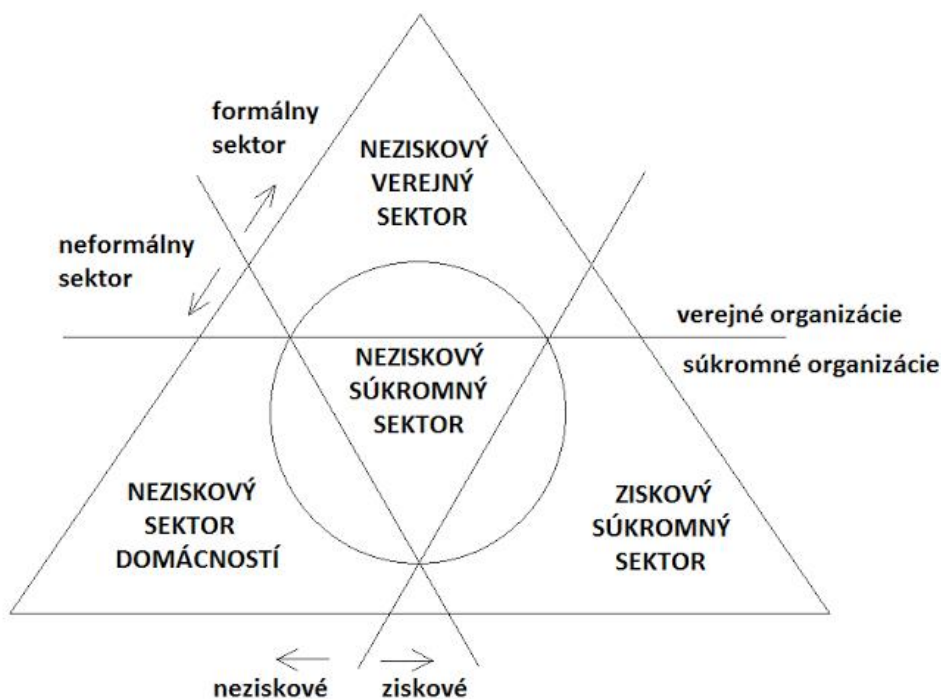 formálny
sektor
NEZISKOVÝ
VEREJNÝ
SEKTOR
neformálny
sektor
verejné organizácie
súkromné organizácie
NEZISKOVÝ
SÚKROMNÝ
SEKTOR
NEZISKOVÝ
SEKTOR
DOMÁCNOSTÍ
ZISKOVÝ
SÚKROMNÝ
SEKTOR
neziskové
ziskové